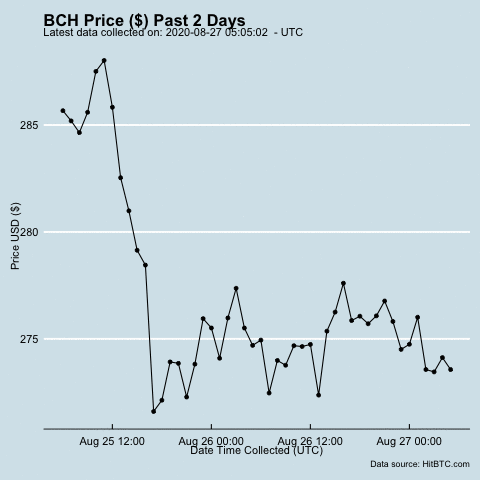 BCH Price ($) Past 2 Days
Latest data collected on: 2020-08-27 05:05:02 - UTC
285
280
275
Price USD ($)
Aug 25 12:00 Aug 26 00:00 Aug 26 12:00 Aug 27 00:00
Date Time Collected (UTC)
Data source: HitBTC.com